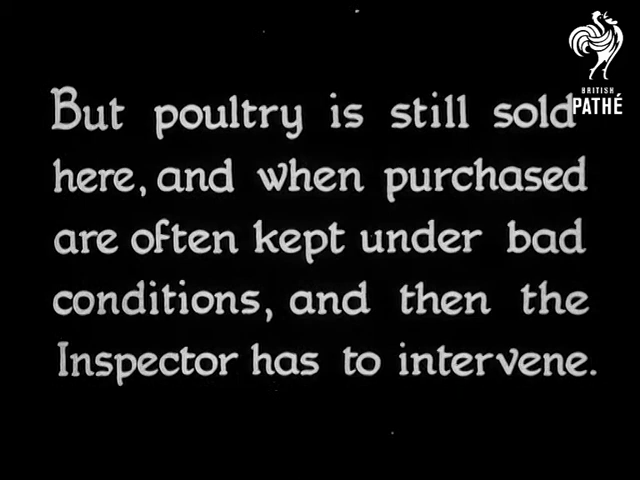 BRITISH
PATHÉ
But poultry is still sold
here, and when purchased
are often kept under bad
conditions, and then the
Inspector has to intervene.